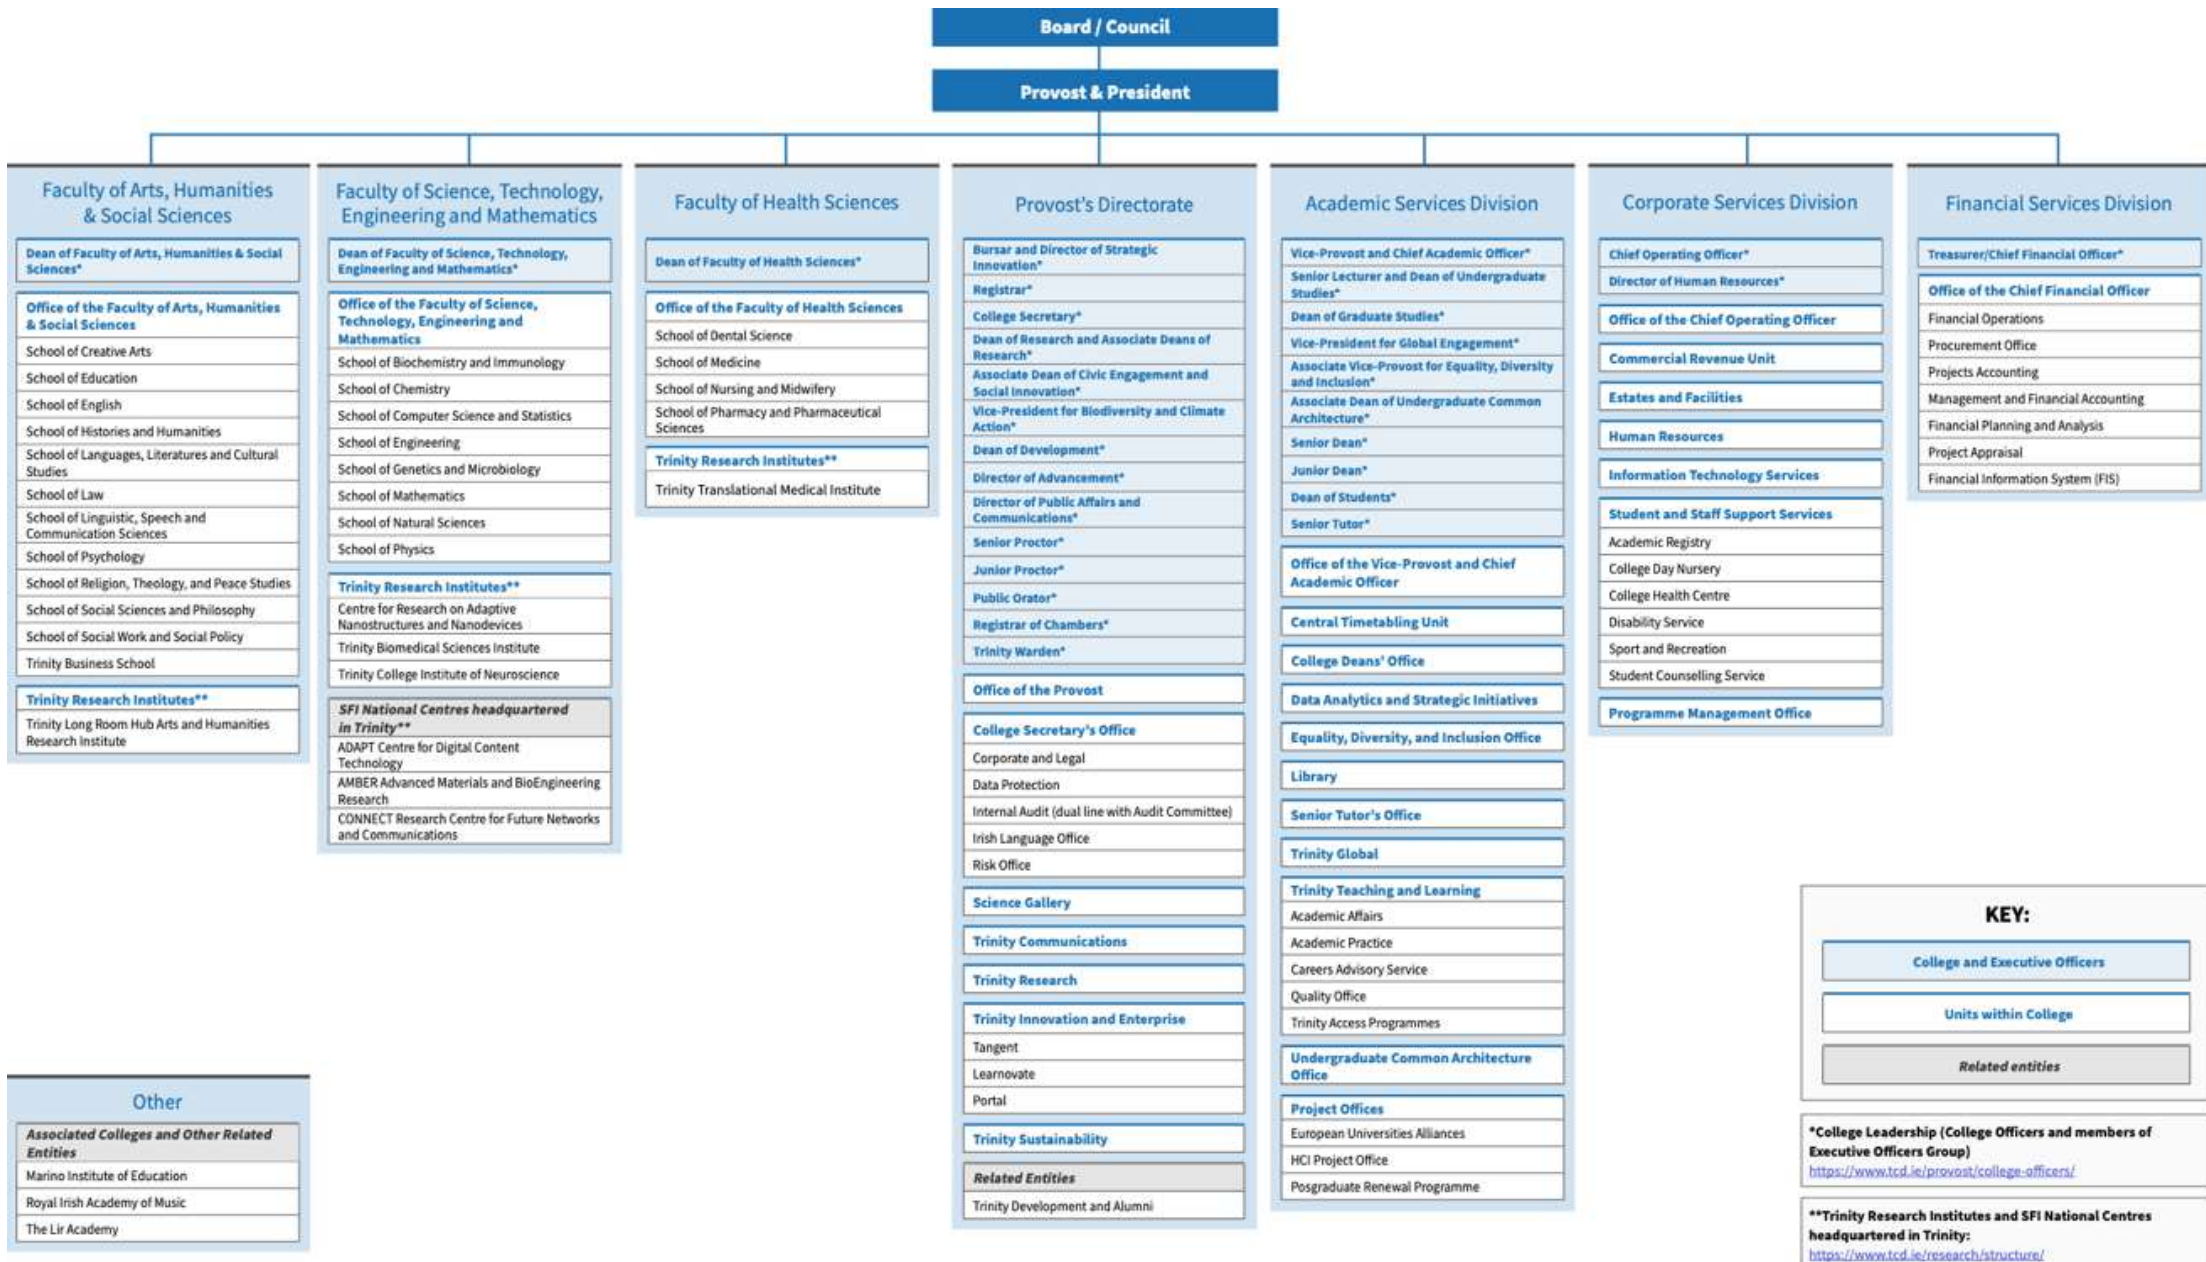 Board / Council
Provost & President
Faculty of Arts, Humanities
& Social Sciences
Dean of Faculty of Arts, Humanities & Social
Sciences*
Office of the Faculty of Arts, Humanities
& Social Sciences
School of Creative Arts
School of Education
School of English
School of Histories and Humanities
School of Languages, Literatures and Cultural
Studies
School of Law
School of Linguistic, Speech and
Communication Sciences
School of Psychology
School of Religion, Theology, and Peace Studies
School of Social Sciences and Philosophy
School of Social Work and Social Policy
Trinity Business School
Trinity Research Institutes**
Trinity Long Room Hub Arts and Humanities
Research Institute
Faculty of Science, Technology,
Engineering and Mathematics
Dean of Faculty of Science, Technology,
Engineering and Mathematics*
Office of the Faculty of Science,
Technology, Engineering and
Mathematics
School of Biochemistry and Immunology
School of Chemistry
School of Computer Science and Statistics
School of Engineering
School of Genetics and Microbiology
School of Mathematics
School of Natural Sciences
School of Physics
Trinity Research Institutes**
Centre for Research on Adaptive
Nanostructures and Nanodevices
Trinity Biomedical Sciences Institute
Trinity College Institute of Neuroscience
SFI National Centres headquartered
in Trinity**
ADAPT Centre for Digital Content
Technology
AMBER Advanced Materials and BioEngineering
Research
CONNECT Research Centre for Future Networks
and Communications
Faculty of Health Sciences
Dean of Faculty of Health Sciences*
Office of the Faculty of Health Sciences
School of Dental Science
School of Medicine
School of Nursing and Midwifery
School of Pharmacy and Pharmaceutical
Sciences
Trinity Research Institutes**
Trinity Translational Medical Institute
Provost's Directorate
Bursar and Director of Strategic
Innovation*
Registrar*
College Secretary*
Dean of Research and Associate Deans of
Research*
Associate Dean of Civic Engagement and
Social Innovation*
Vice-President for Biodiversity and Climate
Action*
Dean of Development*
Director of Advancement*
Director of Public Affairs and
Communications*
Senior Proctor*
Junior Proctor*
Public Orator*
Registrar of Chambers*
Trinity Warden*
Office of the Provost
College Secretary's Office
Corporate and Legal
Data Protection
Internal Audit (dual line with Audit Committee)
Irish Language Office
Risk Office
Science Gallery
Trinity Communications
Trinity Research
Trinity Innovation and Enterprise
Tangent
Learnovate
Portal
Trinity Sustainability
Related Entities
Trinity Development and Alumni
Academic Services Division
Vice-Provost and Chief Academic Officer*
Senior Lecturer and Dean of Undergraduate
Studies*
Dean of Graduate Studies*
Vice-President for Global Engagement*
Associate Vice-Provost for Equality, Diversity
and Inclusion*
Associate Dean of Undergraduate Common
Architecture*
Senior Dean*
Junior Dean*
Dean of Students*
Senior Tutor*
Office of the Vice-Provost and Chief
Academic Officer
Central Timetabling Unit
College Deans' Office
Data Analytics and Strategic Initiatives
Equality, Diversity, and Inclusion Office
Library
Senior Tutor's Office
Trinity Global
Trinity Teaching and Learning
Academic Affairs
Academic Practice
Careers Advisory Service
Quality Office
Trinity Access Programmes
Undergraduate Common Architecture
Office
Project Offices
European Universities Alliances
HCI Project Office
Posgraduate Renewal Programme
Corporate Services Division
Chief Operating Officer*
Director of Human Resources*
Office of the Chief Operating Officer
Commercial Revenue Unit
Estates and Facilities
Human Resources
Information Technology Services
Student and Staff Support Services
Academic Registry
College Day Nursery
College Health Centre
Disability Service
Sport and Recreation
Student Counselling Service
Programme Management Office
Financial Services Division
Treasurer/Chief Financial Officer*
Office of the Chief Financial Officer
Financial Operations
Procurement Office
Projects Accounting
Management and Financial Accounting
Financial Planning and Analysis
Project Appraisal
Financial Information System (FIS)
Other
Associated Colleges and Other Related
Entities
Marino Institute of Education
Royal Irish Academy of Music
The Lir Academy
KEY:
College and Executive Officers
Units within College
Related entities
*College Leadership (College Officers and members of
Executive Officers Group)
https://www.tcd.ie/provost/college-officers/
**Trinity Research Institutes and SFI National Centres
headquartered in Trinity:
https://www.tcd.ie/research/structure/